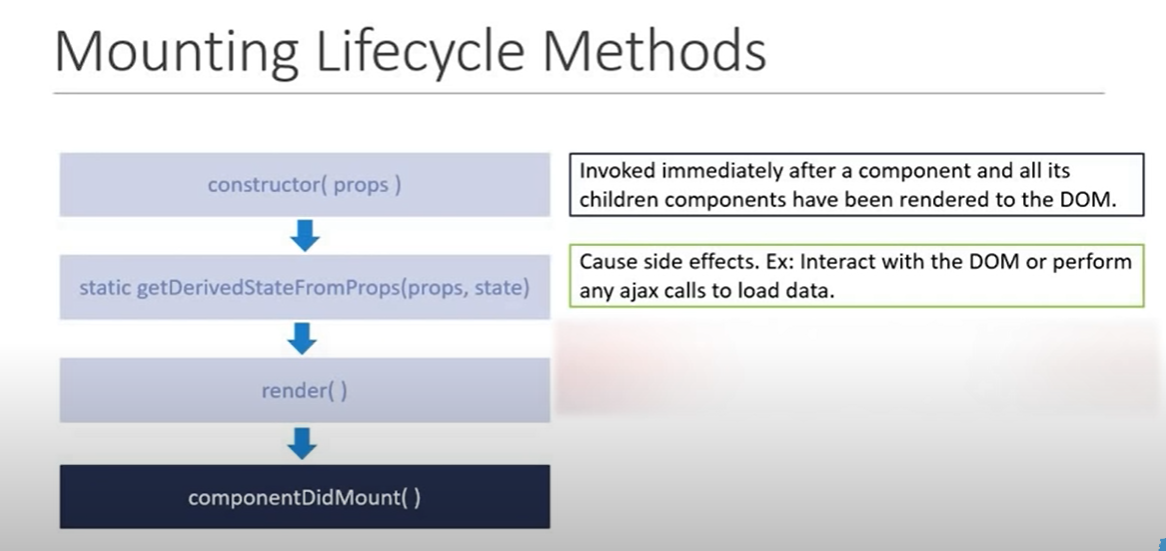 Mounting Lifecycle Methods
constructor( props )
static getDerivedStateFromProps(props, state)
render( )
componentDidMount( )
Invoked immediately after a component and all its
children components have been rendered to the DOM.
Cause side effects. Ex: Interact with the DOM or perform
any ajax calls to load data.